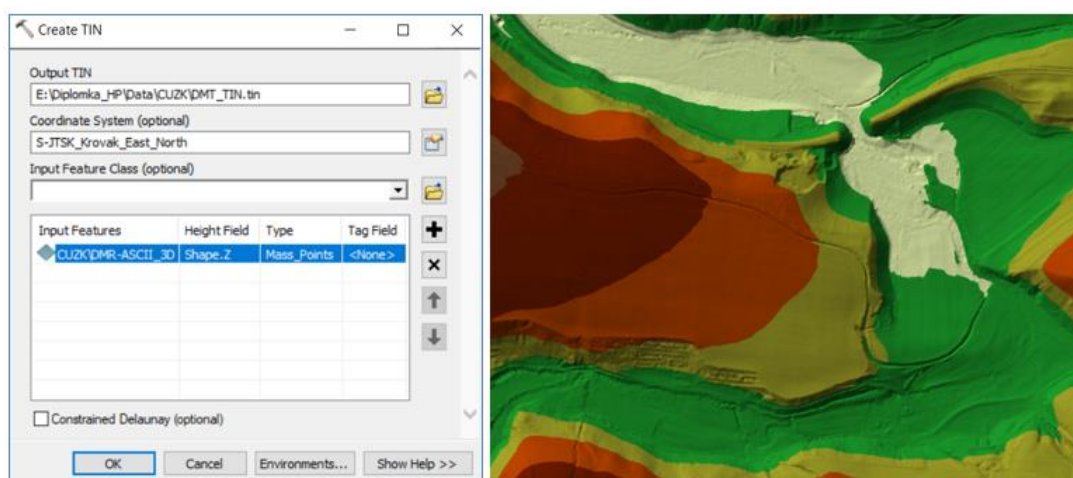 Create TIN
Output TIN
E:\Diplomka_HP\Data\CUZK\DMT_TIN.tin
Coordinate System (optional)
S-JTSK_Krovak_East_North
Input Feature Class (optional)
Input Features Height Field Type Tag Field
CUZK\DMR-ASCII_3D Shape.Z Mass_Points <None>
Constrained Delaunay (optional)
OK Cancel Environments... Show Help >>